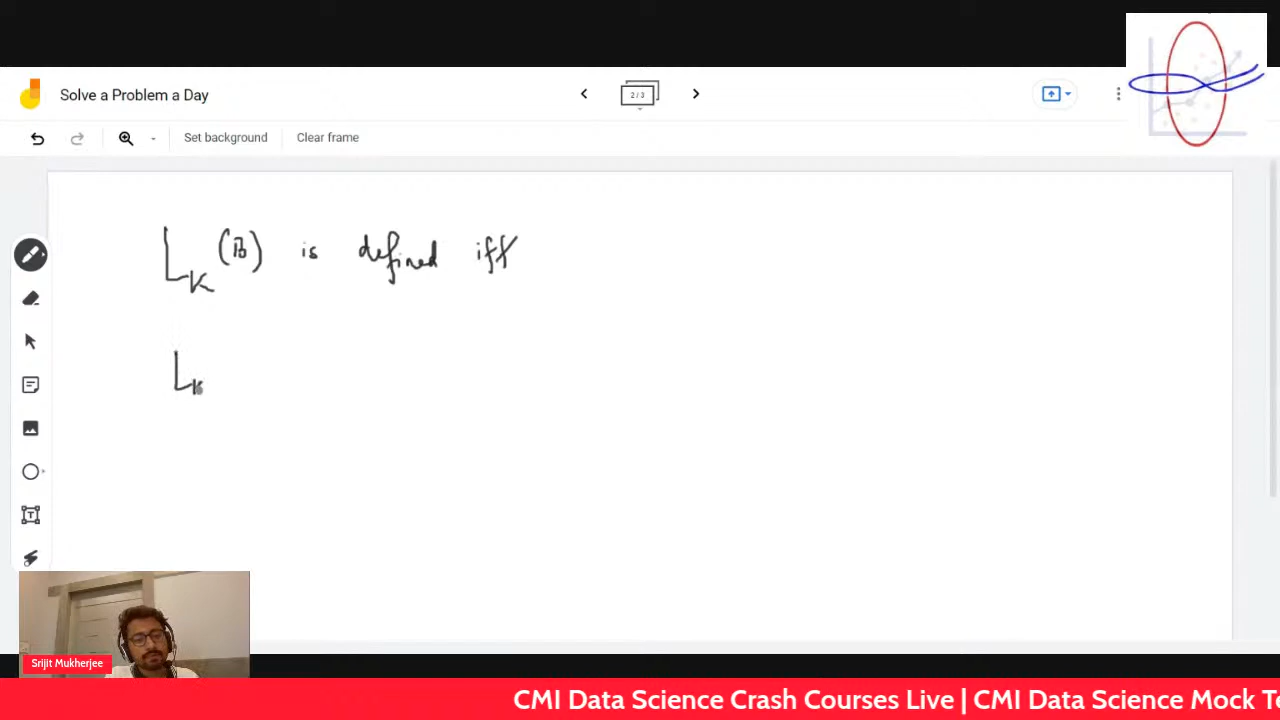 Solve a Problem a Day
2 / 3
Set background
Clear frame
L_K (B) is defined iff
L_K
Srijit Mukherjee
CMI Data Science Crash Courses Live | CMI Data Science Mock Te